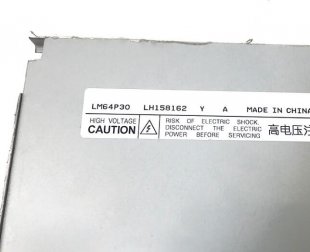 LM64P30 LH158162 Y A MADE IN CHINA
HIGH VOLTAGE
CAUTION
RISK OF ELECTRIC SHOCK.
DISCONNECT THE ELECTRIC
POWER BEFORE SERVICING
高电压注